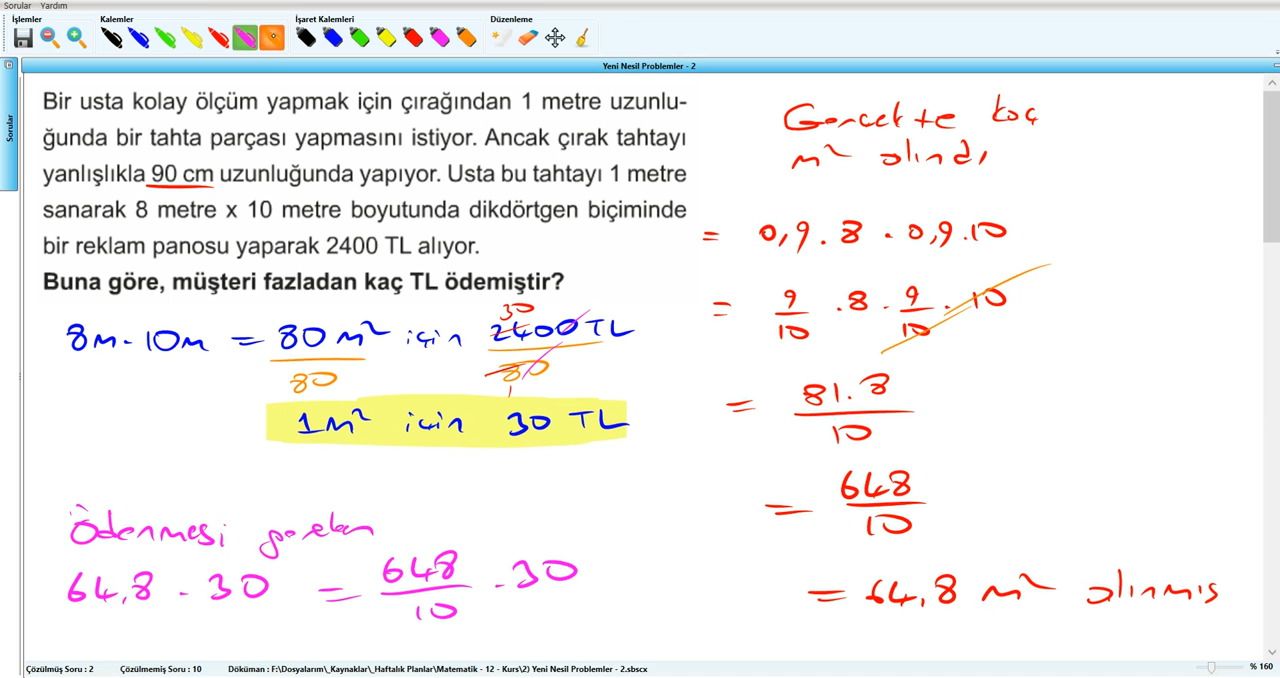 Sorular Yardım
İşlemler Kalemler İşaret Kalemleri Düzenleme
Yeni Nesil Problemler - 2
Sorular
Bir usta kolay ölçüm yapmak için çırağından 1 metre uzunlu-
ğunda bir tahta parçası yapmasını istiyor. Ancak çırak tahtayı
yanlışlıkla 90 cm uzunluğunda yapıyor. Usta bu tahtayı 1 metre
sanarak 8 metre x 10 metre boyutunda dikdörtgen biçiminde
bir reklam panosu yaparak 2400 TL alıyor.
Buna göre, müşteri fazladan kaç TL ödemiştir?
8m · 10m = 80 m² için 2400 TL
80
80
30
1
1m² için 30 TL
Ödenmesi gereken
64,8 · 30 = 648/10 · 30
Gerçekte kaç
m² alındı
= 0,9 · 8 · 0,9 · 10
= 9/10 · 8 · 9/10 · 10
= 81 · 8/10
= 648/10
= 64,8 m² alınmış
Çözülmüş Soru : 2 Çözülmemiş Soru : 10 Döküman : F:\Dosyalarım\_Kaynaklar\_Haftalık Planlar\Matematik - 12 - Kurs\2) Yeni Nesil Problemler - 2.sbscx % 160